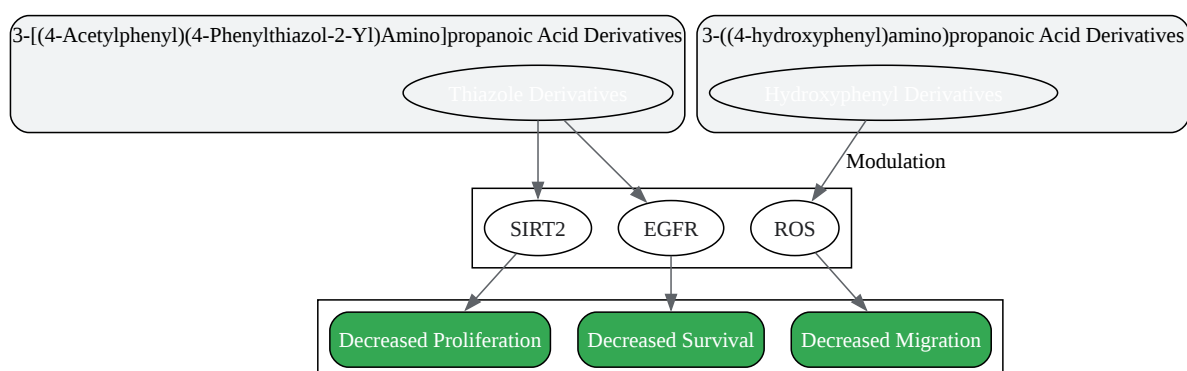 3-[(4-Acetylphenyl)(4-Phenylthiazol-2-Yl)Amino]propanoic Acid Derivatives
3-((4-hydroxyphenyl)amino)propanoic Acid Derivatives
Thiazole Derivatives
Hydroxyphenyl Derivatives
Modulation
SIRT2
EGFR
ROS
Decreased Proliferation
Decreased Survival
Decreased Migration